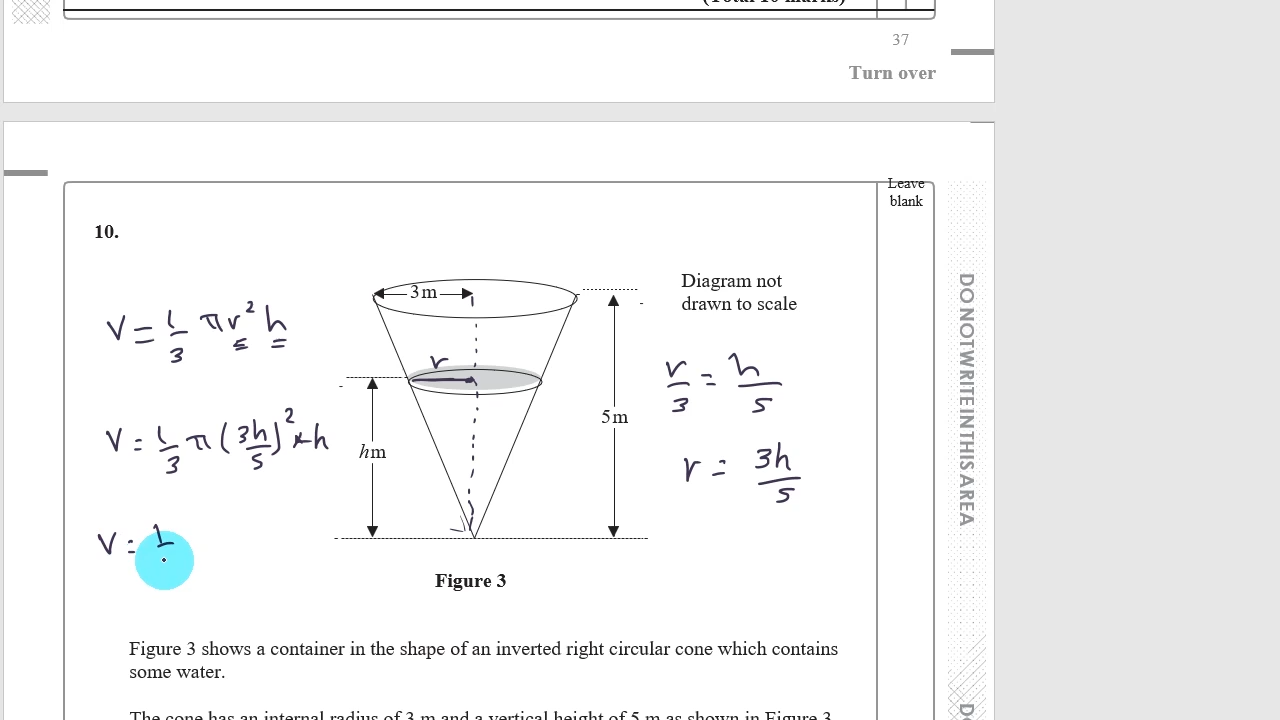 (Total 10 marks)
37
Turn over
Leave
blank
10.
Diagram not
drawn to scale
3 m
V = 1/3 πr²h
r
r/3 = h/5
5 m
V = 1/3 π(3h/5)² × h
h m
r = 3h/5
V = 1
Figure 3
Figure 3 shows a container in the shape of an inverted right circular cone which contains
some water.
The cone has an internal radius of 3 m and a vertical height of 5 m as shown in Figure 3.
DO NOT WRITE IN THIS AREA